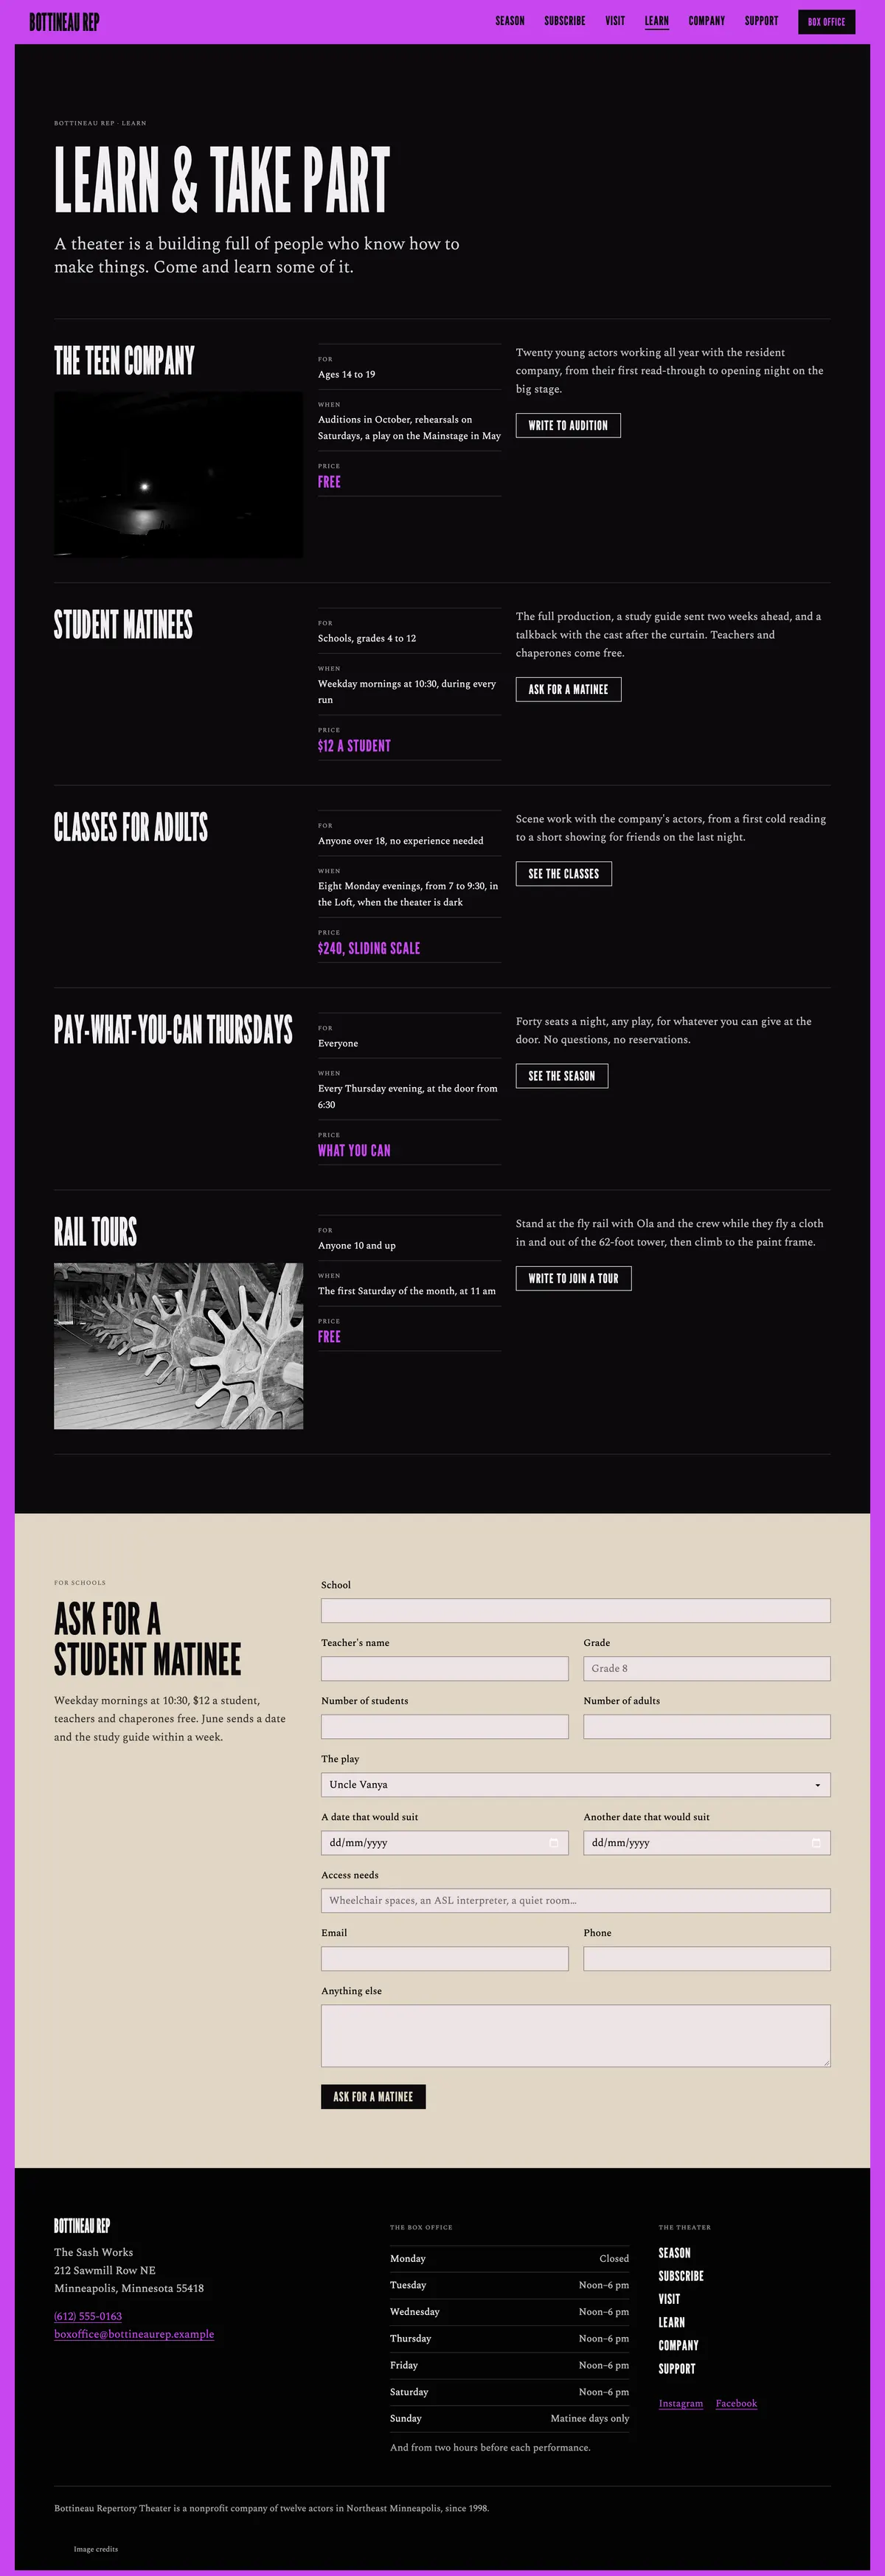 BOTTINEAU REP
SEASON SUBSCRIBE VISIT LEARN COMPANY SUPPORT BOX OFFICE
BOTTINEAU REP · LEARN
LEARN & TAKE PART
A theater is a building full of people who know how to
make things. Come and learn some of it.
THE TEEN COMPANY
FOR
Ages 14 to 19
WHEN
Auditions in October, rehearsals on
Saturdays, a play on the Mainstage in May
PRICE
FREE
Twenty young actors working all year with the resident
company, from their first read-through to opening night on the
big stage.
WRITE TO AUDITION
STUDENT MATINEES
FOR
Schools, grades 4 to 12
WHEN
Weekday mornings at 10:30, during every
run
PRICE
$12 A STUDENT
The full production, a study guide sent two weeks ahead, and a
talkback with the cast after the curtain. Teachers and
chaperones come free.
ASK FOR A MATINEE
CLASSES FOR ADULTS
FOR
Anyone over 18, no experience needed
WHEN
Eight Monday evenings, from 7 to 9:30, in
the Loft, when the theater is dark
PRICE
$240, SLIDING SCALE
Scene work with the company's actors, from a first cold reading
to a short showing for friends on the last night.
SEE THE CLASSES
PAY-WHAT-YOU-CAN THURSDAYS
FOR
Everyone
WHEN
Every Thursday evening, at the door from
6:30
PRICE
WHAT YOU CAN
Forty seats a night, any play, for whatever you can give at the
door. No questions, no reservations.
SEE THE SEASON
RAIL TOURS
FOR
Anyone 10 and up
WHEN
The first Saturday of the month, at 11 am
PRICE
FREE
Stand at the fly rail with Ola and the crew while they fly a cloth
in and out of the 62-foot tower, then climb to the paint frame.
WRITE TO JOIN A TOUR
FOR SCHOOLS
ASK FOR A
STUDENT MATINEE
Weekday mornings at 10:30, $12 a student,
teachers and chaperones free. June sends a date
and the study guide within a week.
School
Teacher's name
Grade
Grade 8
Number of students
Number of adults
The play
Uncle Vanya
A date that would suit
dd/mm/yyyy
Another date that would suit
dd/mm/yyyy
Access needs
Wheelchair spaces, an ASL interpreter, a quiet room...
Email
Phone
Anything else
ASK FOR A MATINEE
BOTTINEAU REP
The Sash Works
212 Sawmill Row NE
Minneapolis, Minnesota 55418
(612) 555-0163
boxoffice@bottineaurep.example
THE BOX OFFICE
Monday Closed
Tuesday Noon–6 pm
Wednesday Noon–6 pm
Thursday Noon–6 pm
Friday Noon–6 pm
Saturday Noon–6 pm
Sunday Matinee days only
And from two hours before each performance.
THE THEATER
SEASON
SUBSCRIBE
VISIT
LEARN
COMPANY
SUPPORT
Instagram Facebook
Bottineau Repertory Theater is a nonprofit company of twelve actors in Northeast Minneapolis, since 1998.
Image credits